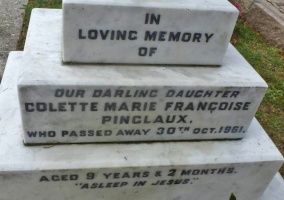 IN
LOVING MEMORY
OF
OUR DARLING DAUGHTER
COLETTE MARIE FRANÇOISE
PINCLAUX.
WHO PASSED AWAY 30TH OCT. 1961.
AGED 9 YEARS & 2 MONTHS.
"ASLEEP IN JESUS."